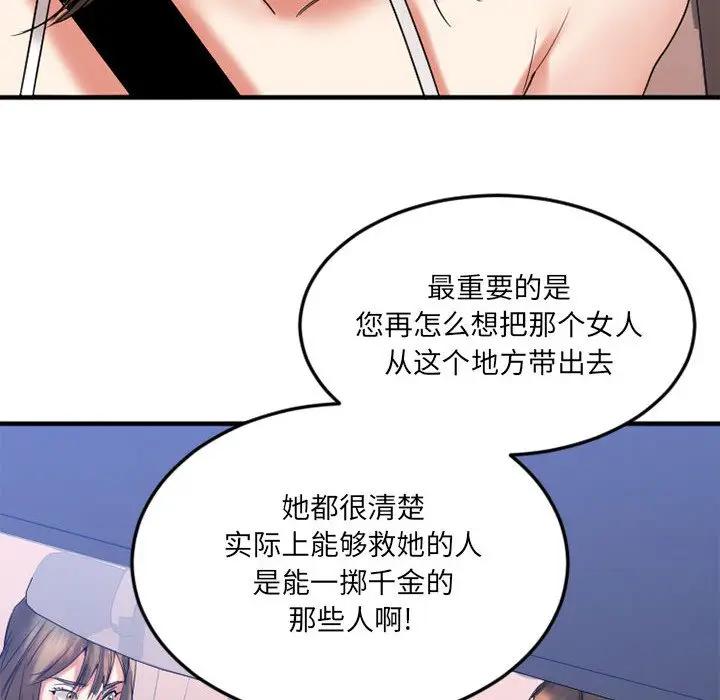 最重要的是
您再怎么想把那个女人
从这个地方带出去
她都很清楚
实际上能够救她的人
是能一掷千金的
那些人啊!